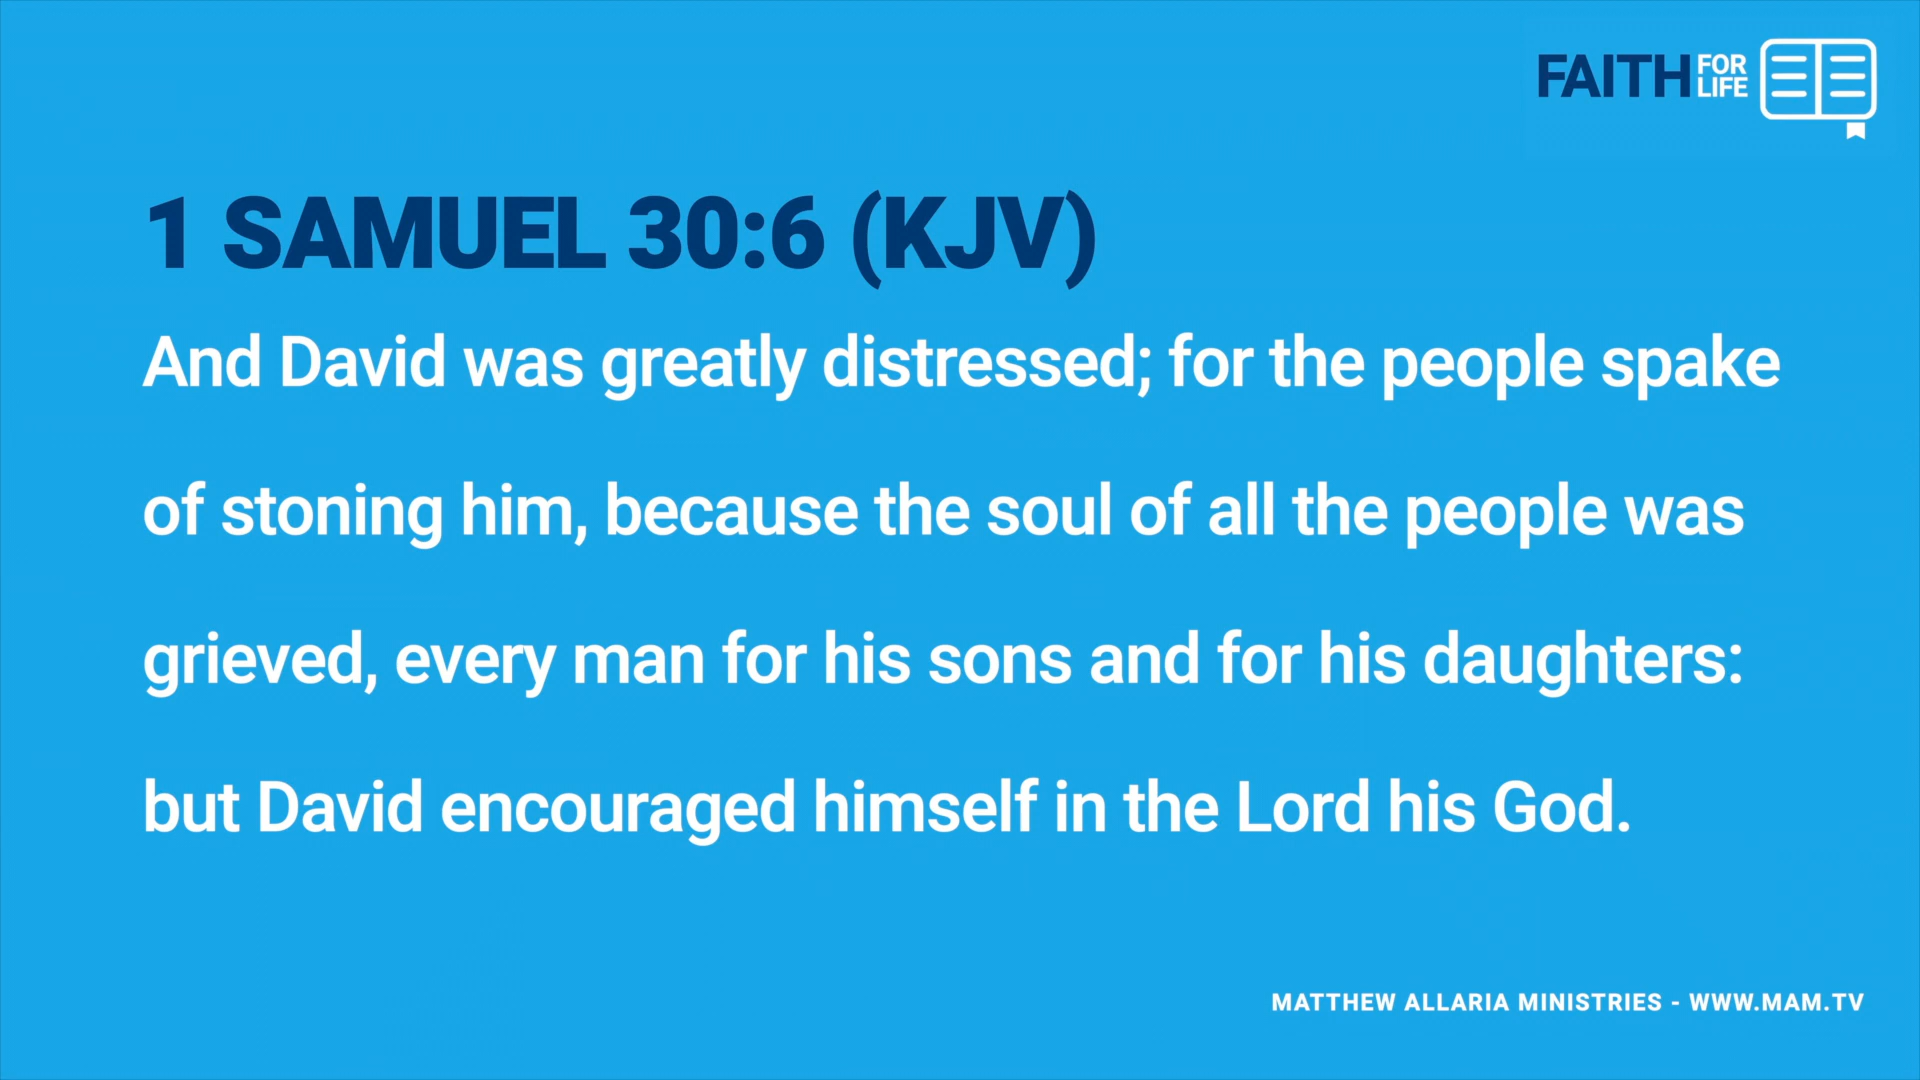 FAITH FOR LIFE
1 SAMUEL 30:6 (KJV)
And David was greatly distressed; for the people spake
of stoning him, because the soul of all the people was
grieved, every man for his sons and for his daughters:
but David encouraged himself in the Lord his God.
MATTHEW ALLARIA MINISTRIES - WWW.MAM.TV